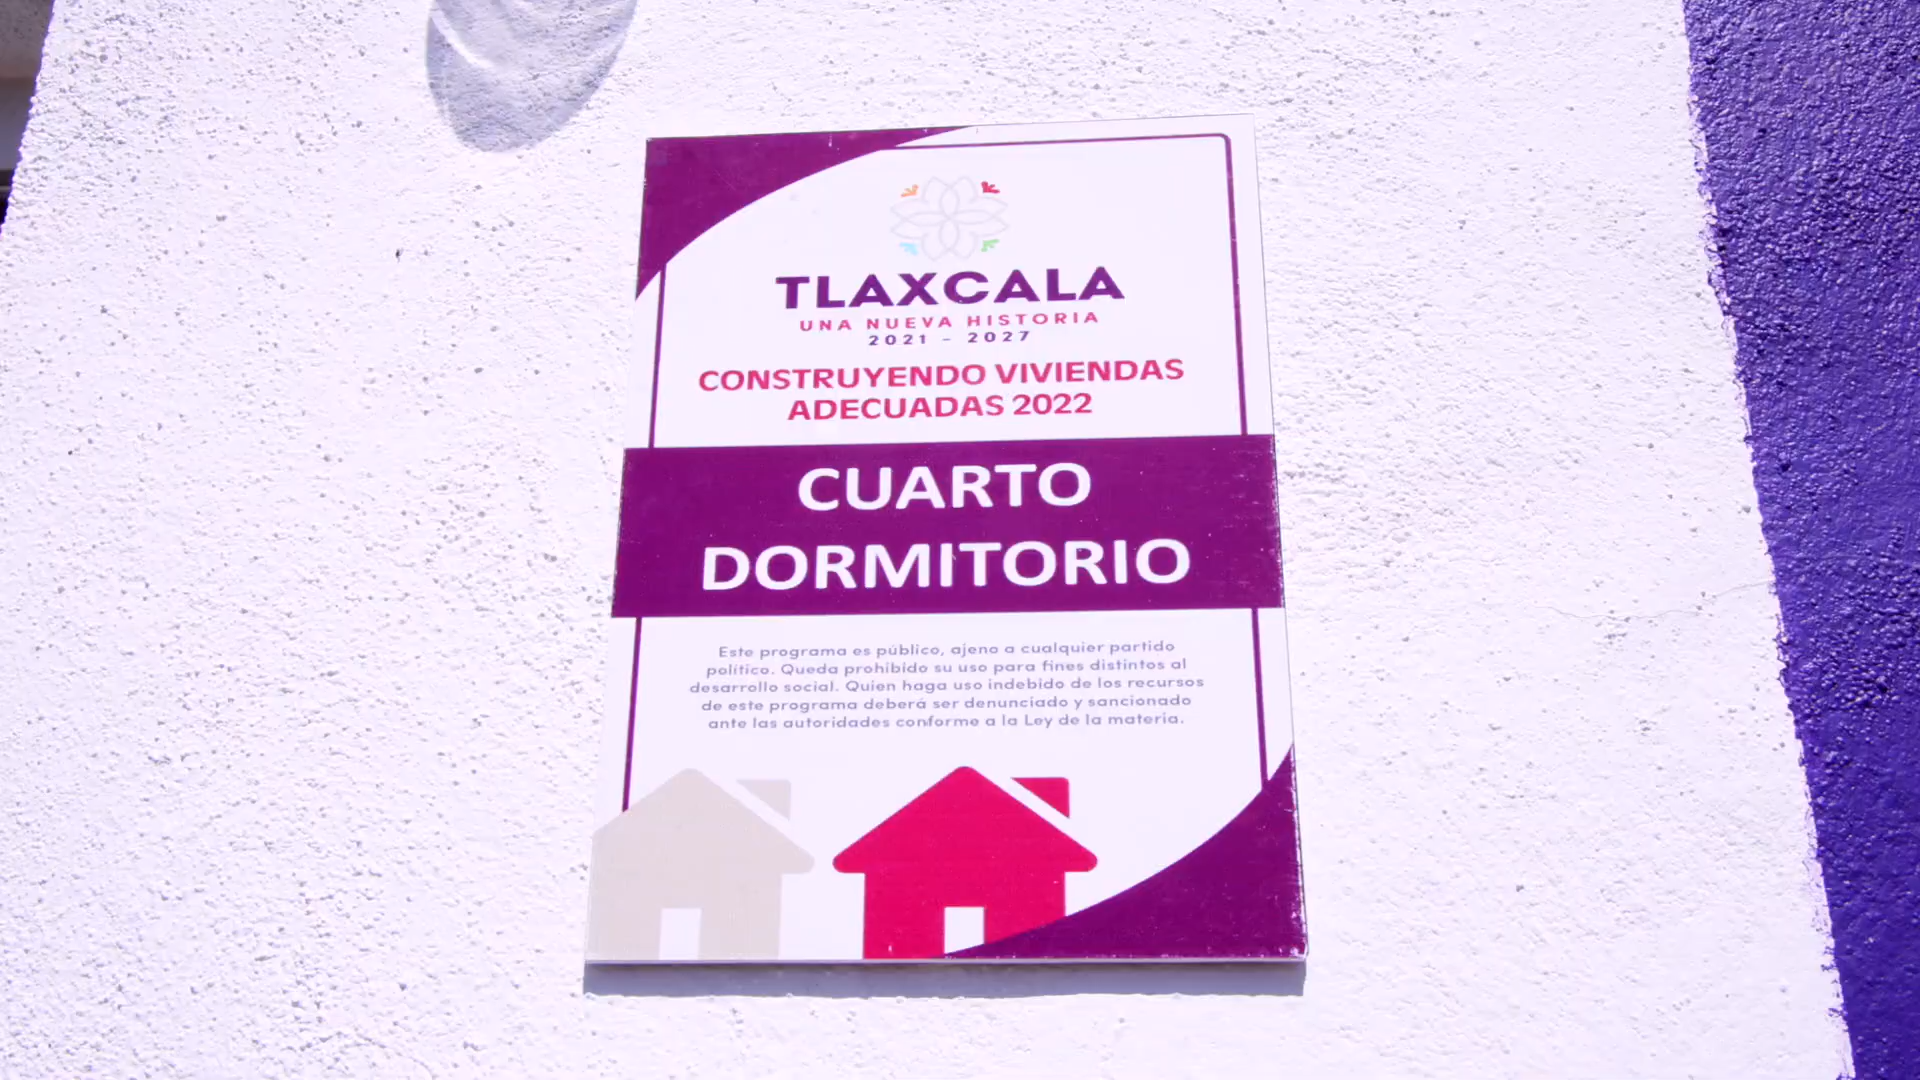 TLAXCALA
UNA NUEVA HISTORIA
2021 - 2027
CONSTRUYENDO VIVIENDAS
ADECUADAS 2022
CUARTO
DORMITORIO
Este programa es público, ajeno a cualquier partido
político. Queda prohibido su uso para fines distintos al
desarrollo social. Quien haga uso indebido de los recursos
de este programa deberá ser denunciado y sancionado
ante las autoridades conforme a la Ley de la materia.